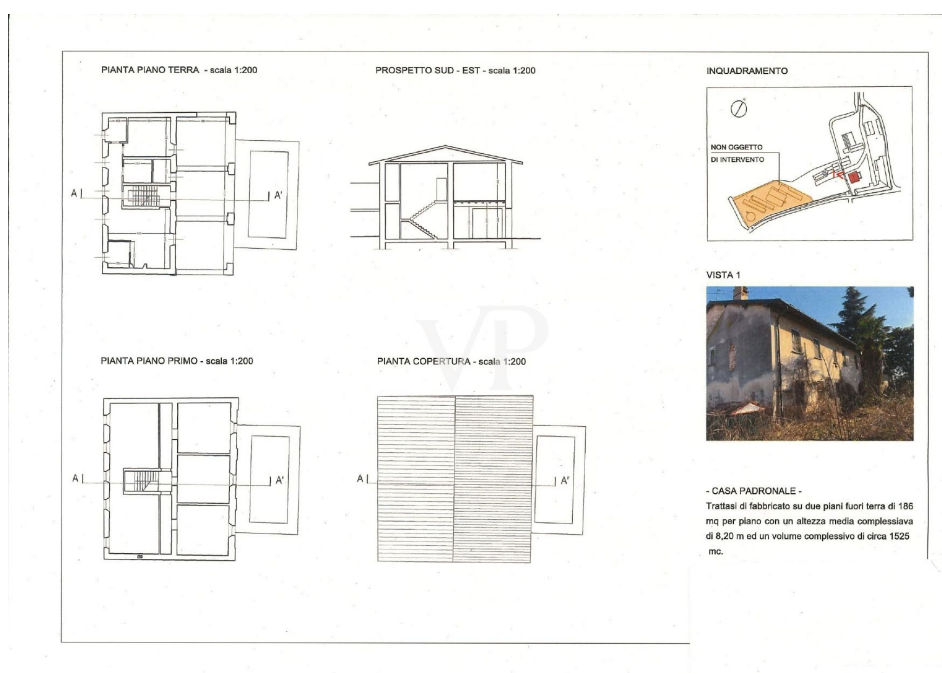 PIANTA PIANO TERRA - scala 1:200
PROSPETTO SUD - EST - scala 1:200
INQUADRAMENTO
NON OGGETTO
DI INTERVENTO
A
A'
VISTA 1
VP
PIANTA PIANO PRIMO - scala 1:200
PIANTA COPERTURA - scala 1:200
A
A'
A
A'
- CASA PADRONALE -
Trattasi di fabbricato su due piani fuori terra di 186
mq per piano con un altezza media complessiava
di 8,20 m ed un volume complessivo di circa 1525
mc.